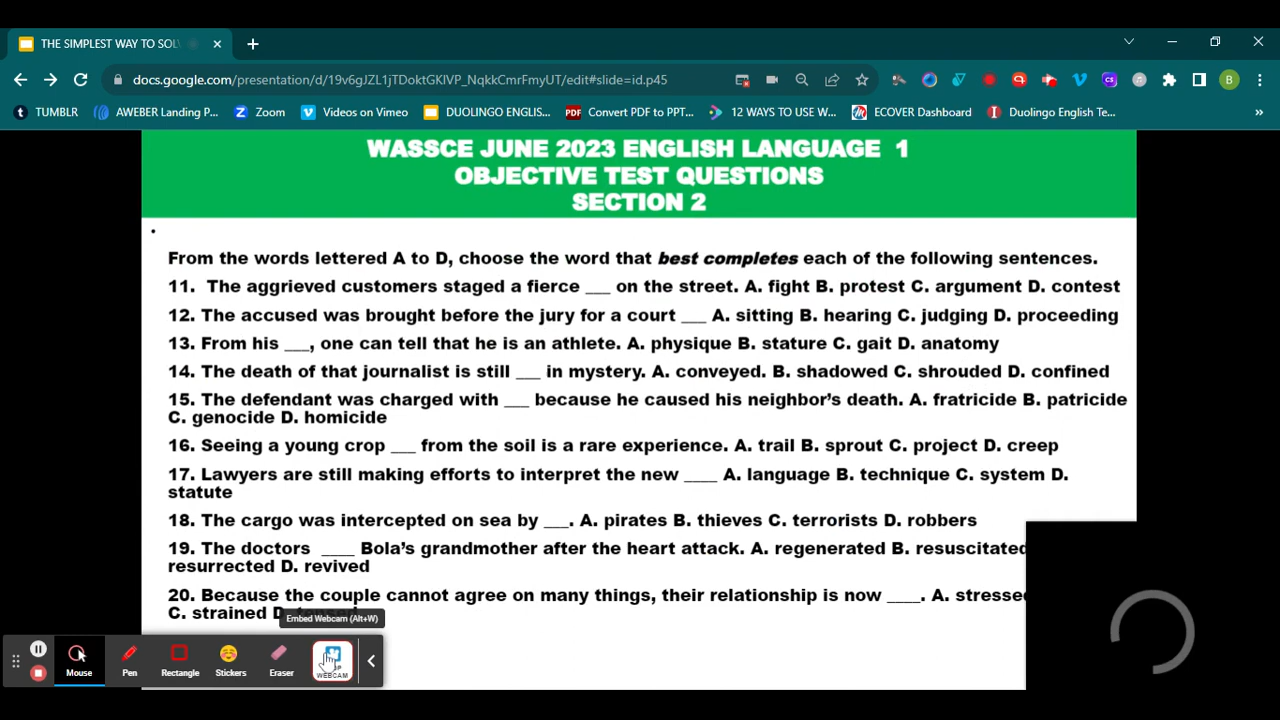 THE SIMPLEST WAY TO SOL
docs.google.com/presentation/d/19v6gJZL1jTDoktGKlVP_NqkkCmrFmyUT/edit#slide=id.p45
TUMBLR AWEBER Landing P... Zoom Videos on Vimeo DUOLINGO ENGLIS... PDF Convert PDF to PPT... 12 WAYS TO USE W... ECOVER Dashboard Duolingo English Te... »
WASSCE JUNE 2023 ENGLISH LANGUAGE 1
OBJECTIVE TEST QUESTIONS
SECTION 2
From the words lettered A to D, choose the word that best completes each of the following sentences.
11. The aggrieved customers staged a fierce ___ on the street. A. fight B. protest C. argument D. contest
12. The accused was brought before the jury for a court ___ A. sitting B. hearing C. judging D. proceeding
13. From his ___, one can tell that he is an athlete. A. physique B. stature C. gait D. anatomy
14. The death of that journalist is still ___ in mystery. A. conveyed. B. shadowed C. shrouded D. confined
15. The defendant was charged with ___ because he caused his neighbor’s death. A. fratricide B. patricide
C. genocide D. homicide
16. Seeing a young crop ___ from the soil is a rare experience. A. trail B. sprout C. project D. creep
17. Lawyers are still making efforts to interpret the new ____ A. language B. technique C. system D.
statute
18. The cargo was intercepted on sea by ___. A. pirates B. thieves C. terrorists D. robbers
19. The doctors ____ Bola’s grandmother after the heart attack. A. regenerated B. resuscitated
resurrected D. revived
20. Because the couple cannot agree on many things, their relationship is now ____. A. stresse
C. strained D
Embed Webcam (Alt+W)
Mouse Pen Rectangle Stickers Eraser WEBCAM